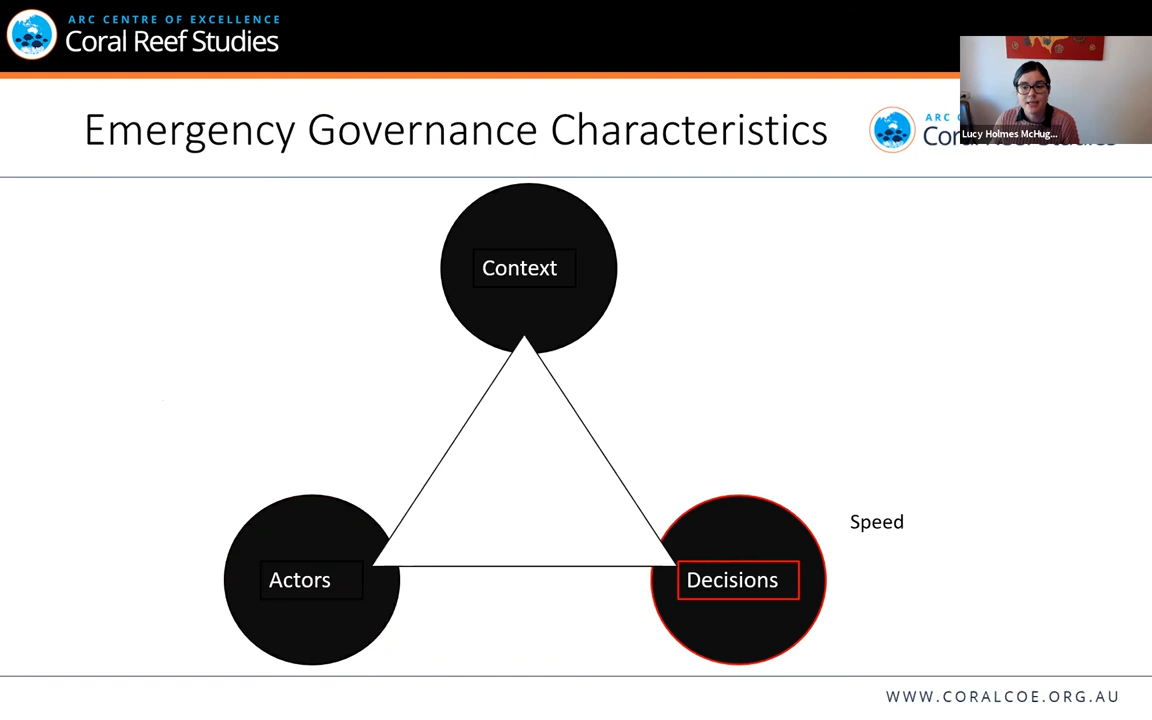 ARC CENTRE OF EXCELLENCE
Coral Reef Studies
Emergency Governance Characteristics
ARC
Lucy Holmes McHug...
Context
Speed
Actors
Decisions
WWW.CORALCOE.ORG.AU